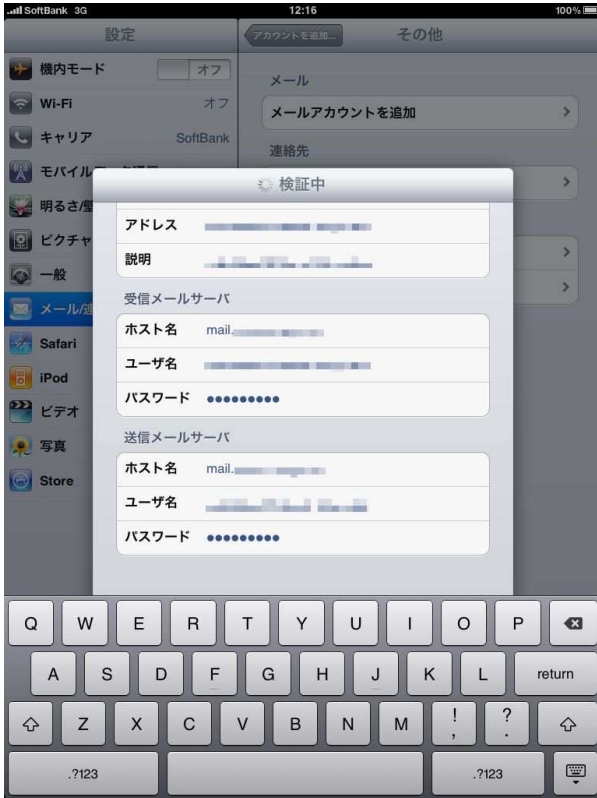 SoftBank 3G 12:16 100%
設定
アカウントを追加...
その他
機内モード オフ
Wi-Fi オフ
キャリア SoftBank
モバイル
明るさ/壁
ピクチャ
一般
メール/連
Safari
iPod
ビデオ
写真
Store
メール
メールアカウントを追加
連絡先
検証中
アドレス
説明
受信メールサーバ
ホスト名 mail.
ユーザ名
パスワード •••••••••
送信メールサーバ
ホスト名 mail.
ユーザ名
パスワード •••••••••
Q W E R T Y U I O P
A S D F G H J K L return
Z X C V B N M ! , ? .
.?123 .?123